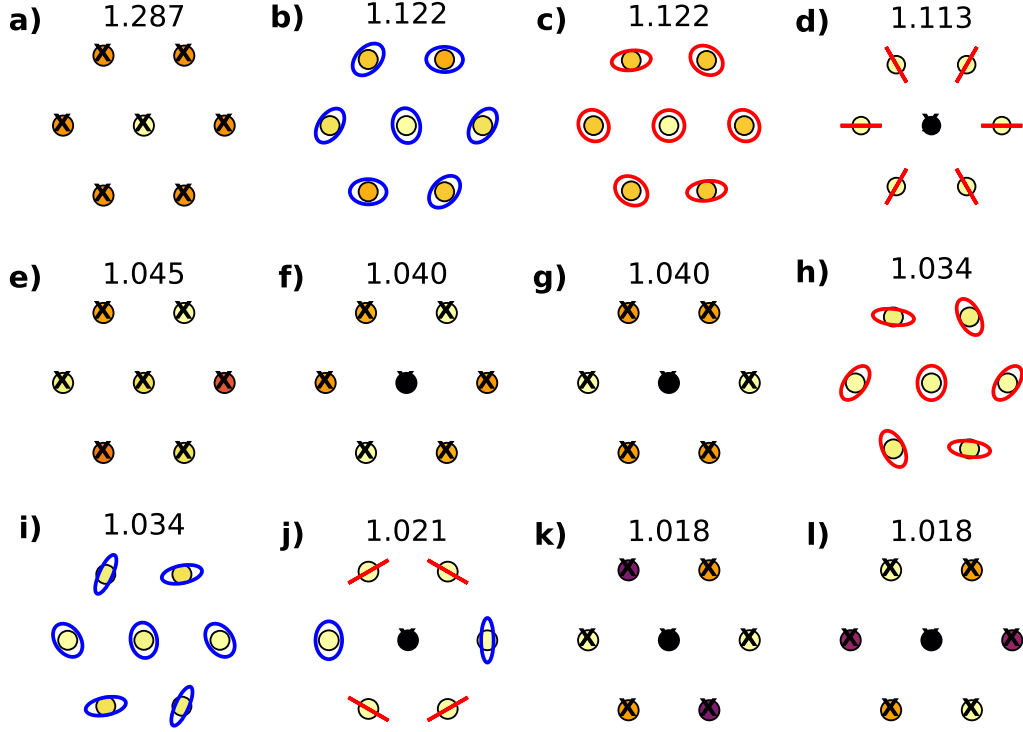 a) 1.287
b) 1.122
c) 1.122
d) 1.113
e) 1.045
f) 1.040
g) 1.040
h) 1.034
i) 1.034
j) 1.021
k) 1.018
l) 1.018